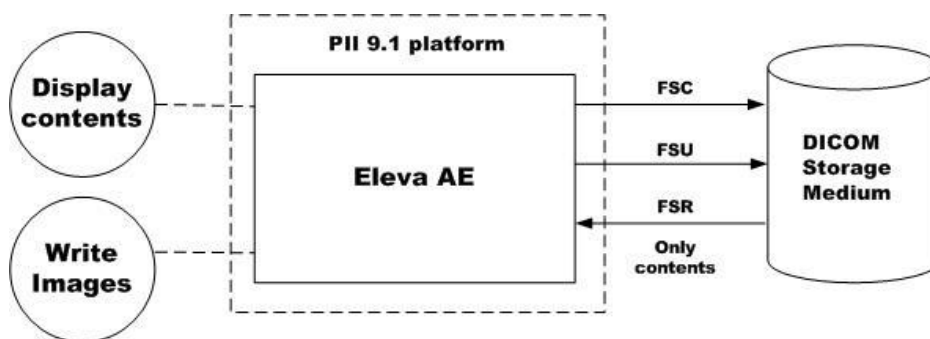 PII 9.1 platform
Display
contents
Write
Images
Eleva AE
FSC
FSU
FSR
Only
contents
DICOM
Storage
Medium